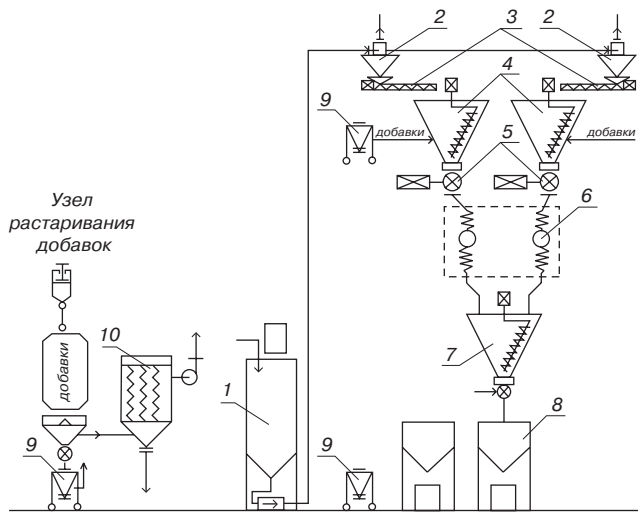 2
3
2
4
9
добавки
добавки
5
6
Узел
растаривания
добавок
10
добавки
7
1
8
9
9